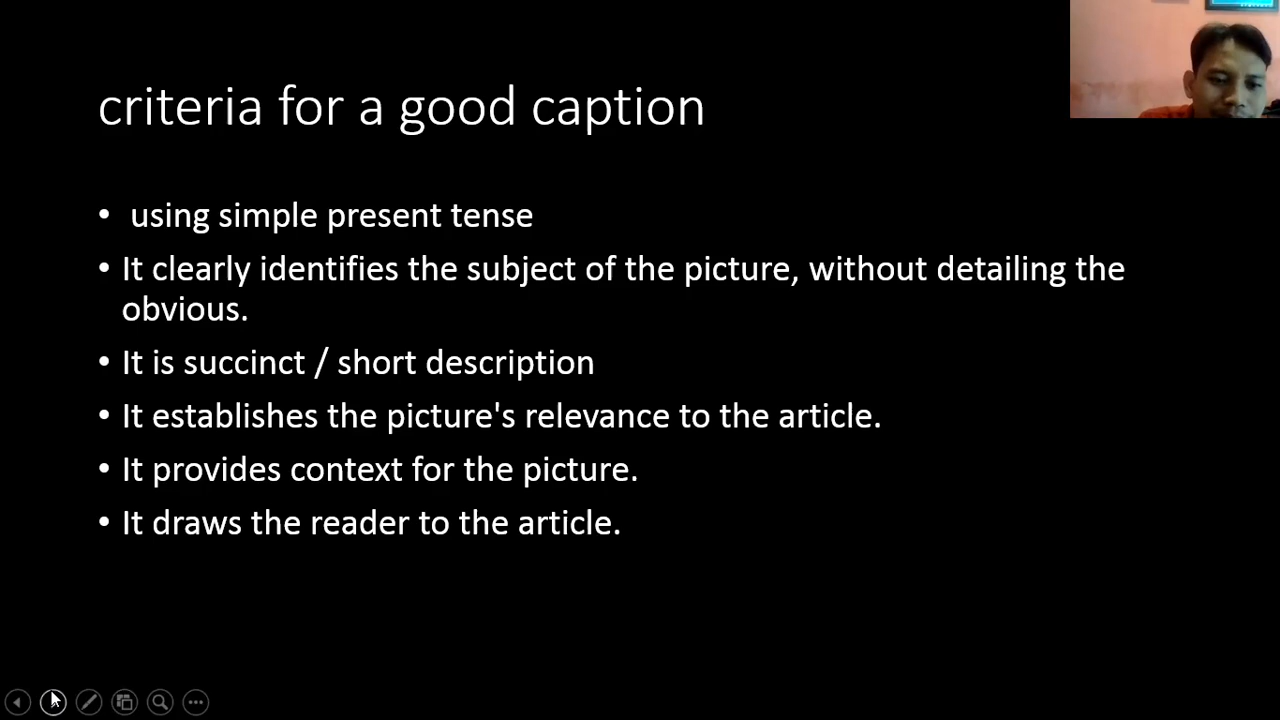 criteria for a good caption
• using simple present tense
• It clearly identifies the subject of the picture, without detailing the
obvious.
• It is succinct / short description
• It establishes the picture's relevance to the article.
• It provides context for the picture.
• It draws the reader to the article.